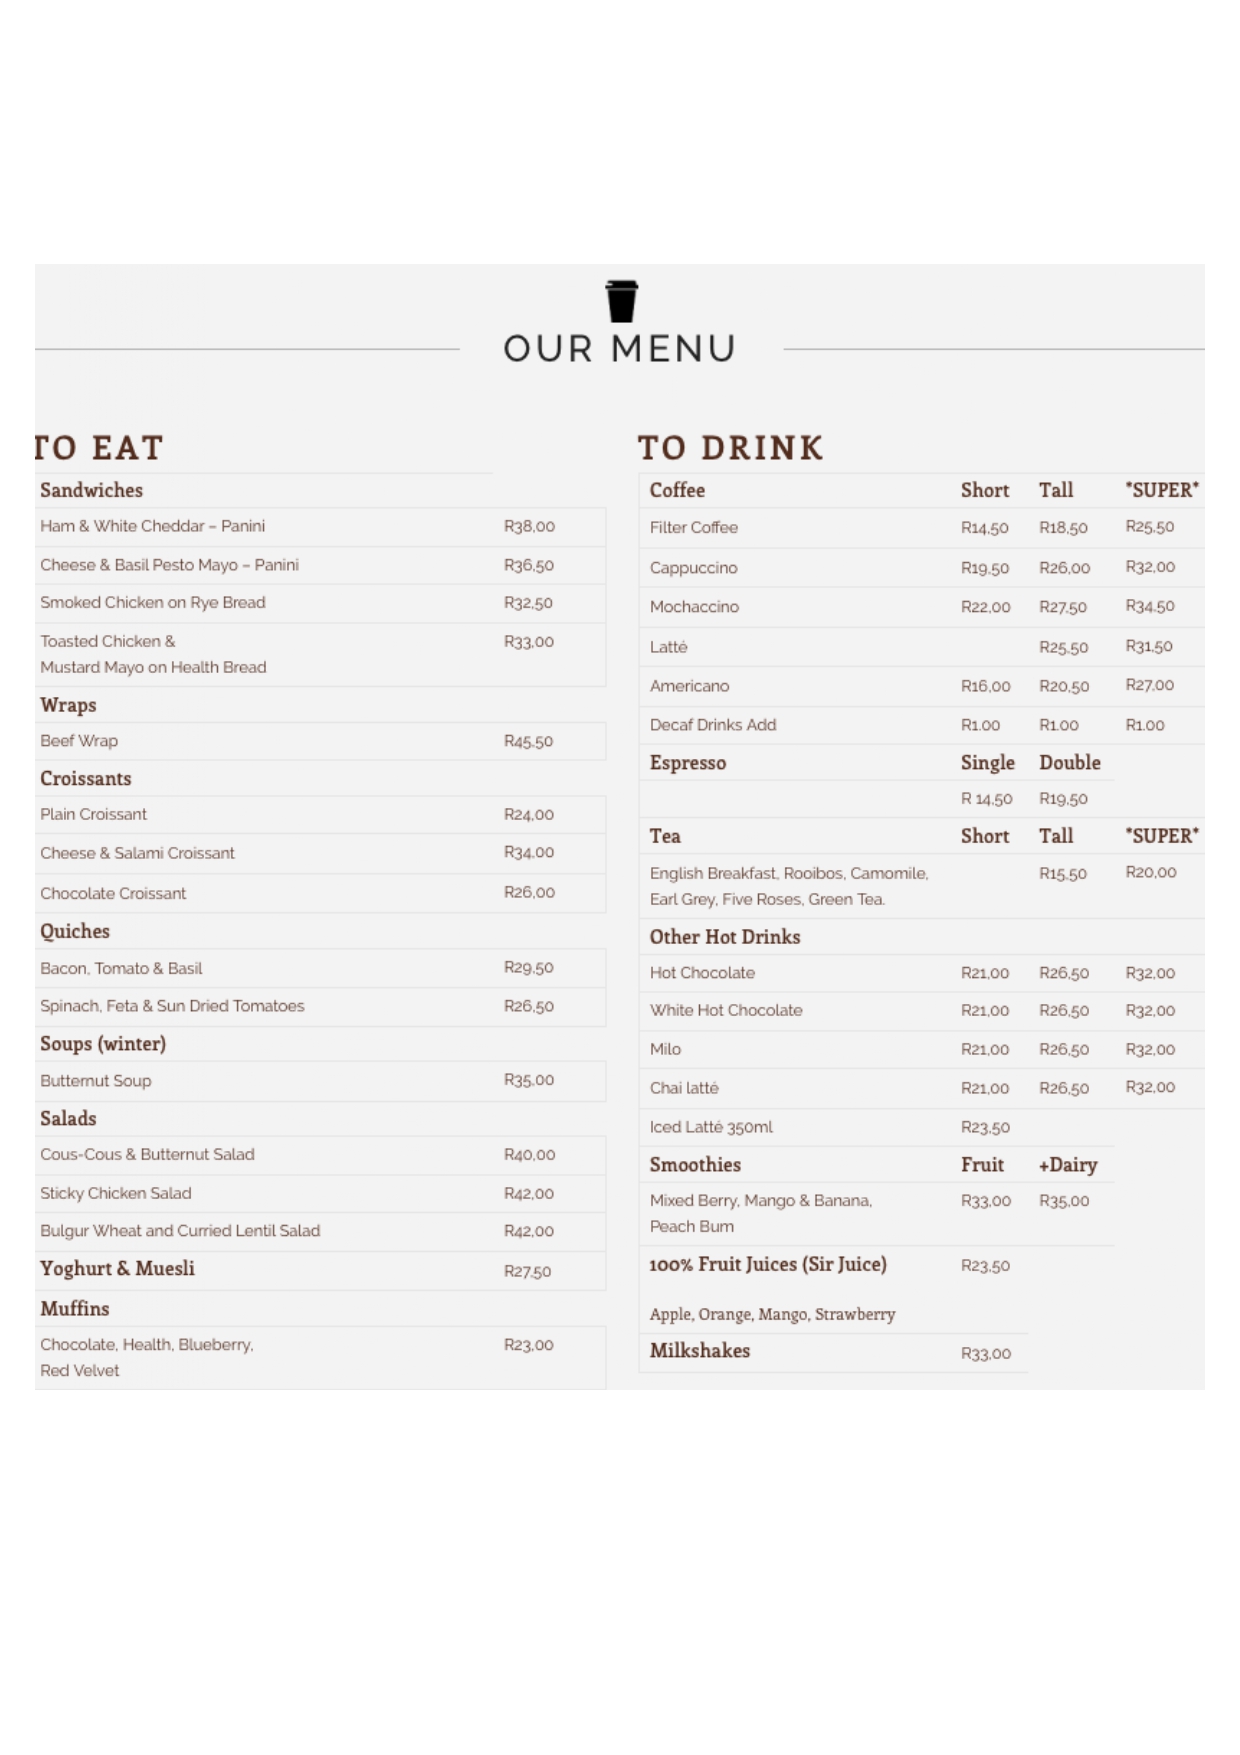 OUR MENU
TO EAT
Sandwiches
Ham & White Cheddar – Panini R38,00
Cheese & Basil Pesto Mayo – Panini R36,50
Smoked Chicken on Rye Bread R32,50
Toasted Chicken & R33,00
Mustard Mayo on Health Bread
Wraps
Beef Wrap R45,50
Croissants
Plain Croissant R24,00
Cheese & Salami Croissant R34,00
Chocolate Croissant R26,00
Quiches
Bacon, Tomato & Basil R29,50
Spinach, Feta & Sun Dried Tomatoes R26,50
Soups (winter)
Butternut Soup R35,00
Salads
Cous-Cous & Butternut Salad R40,00
Sticky Chicken Salad R42,00
Bulgur Wheat and Curried Lentil Salad R42,00
Yoghurt & Muesli R27,50
Muffins
Chocolate, Health, Blueberry, R23,00
Red Velvet
TO DRINK
Coffee Short Tall *SUPER*
Filter Coffee R14,50 R18,50 R25,50
Cappuccino R19,50 R26,00 R32,00
Mochaccino R22,00 R27,50 R34,50
Latté R25,50 R31,50
Americano R16,00 R20,50 R27,00
Decaf Drinks Add R1.00 R1.00 R1.00
Espresso Single Double
R 14,50 R19,50
Tea Short Tall *SUPER*
English Breakfast, Rooibos, Camomile, R15,50 R20,00
Earl Grey, Five Roses, Green Tea.
Other Hot Drinks
Hot Chocolate R21,00 R26,50 R32,00
White Hot Chocolate R21,00 R26,50 R32,00
Milo R21,00 R26,50 R32,00
Chai latté R21,00 R26,50 R32,00
Iced Latté 350ml R23,50
Smoothies Fruit +Dairy
Mixed Berry, Mango & Banana, R33,00 R35,00
Peach Bum
100% Fruit Juices (Sir Juice) R23,50
Apple, Orange, Mango, Strawberry
Milkshakes R33,00